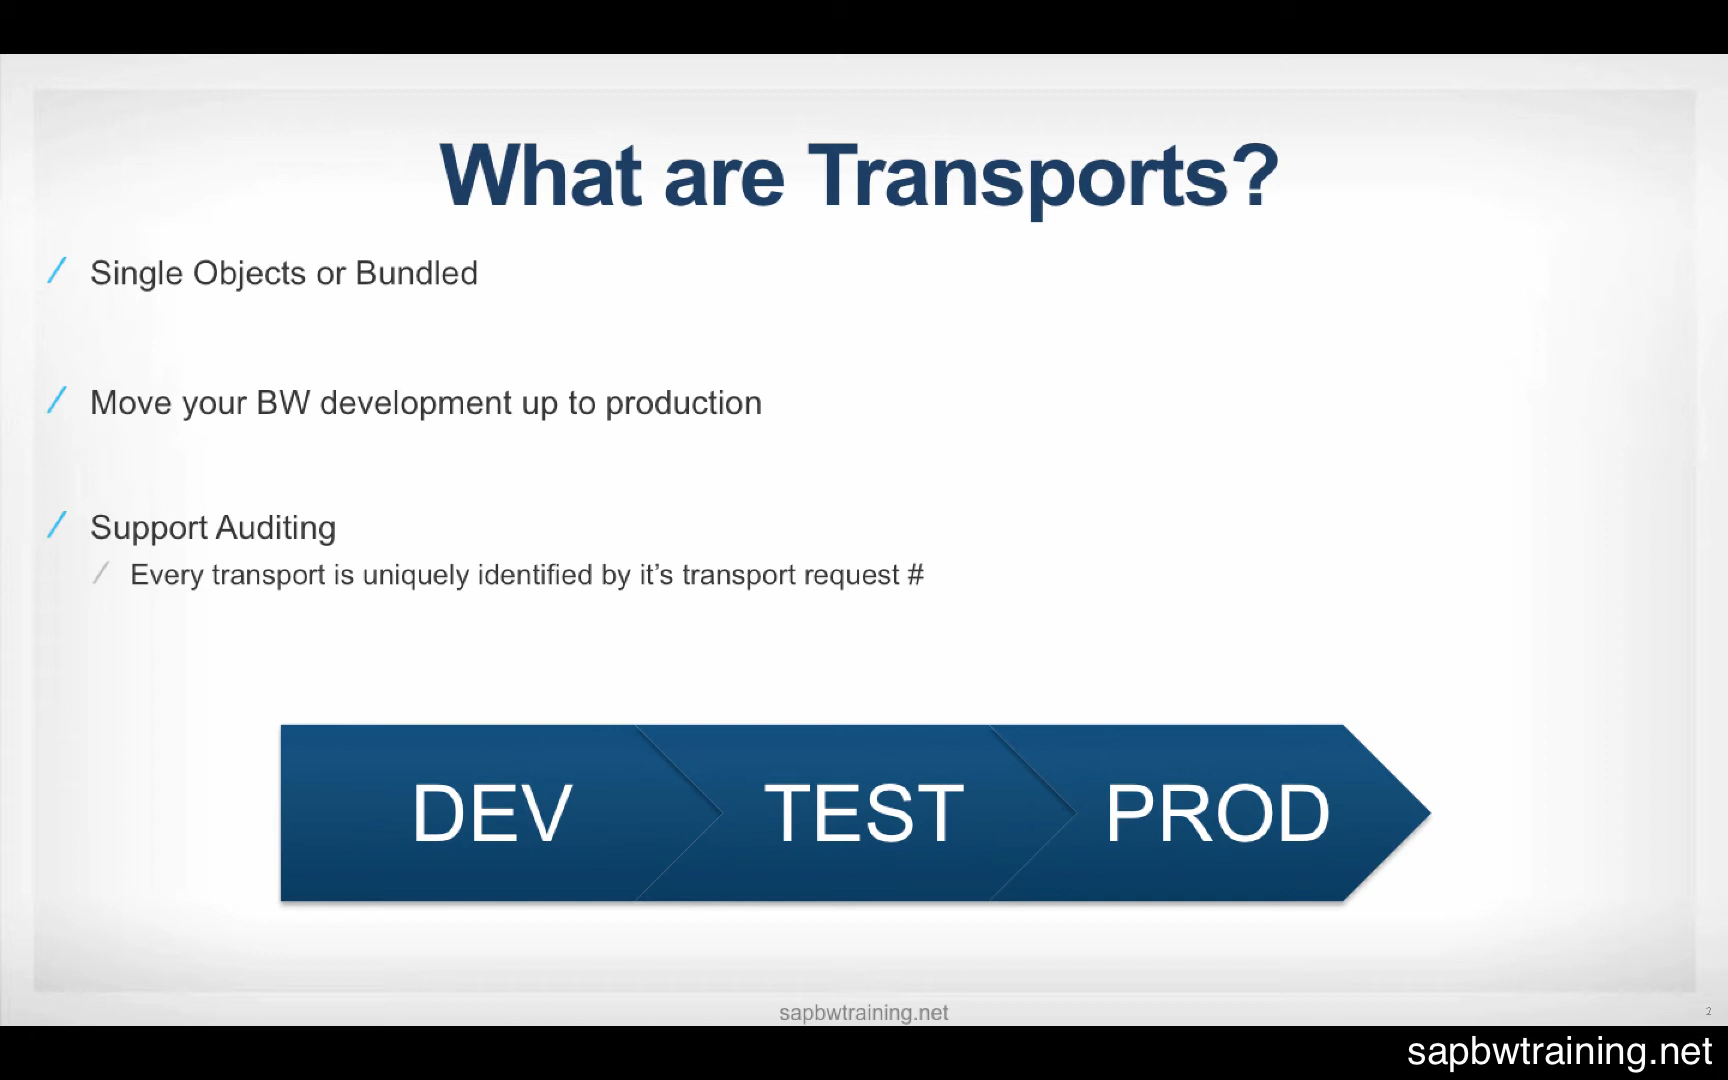 What are Transports?
Single Objects or Bundled
Move your BW development up to production
Support Auditing
Every transport is uniquely identified by it's transport request #
DEV
TEST
PROD
sapbwtraining.net
2
sapbwtraining.net